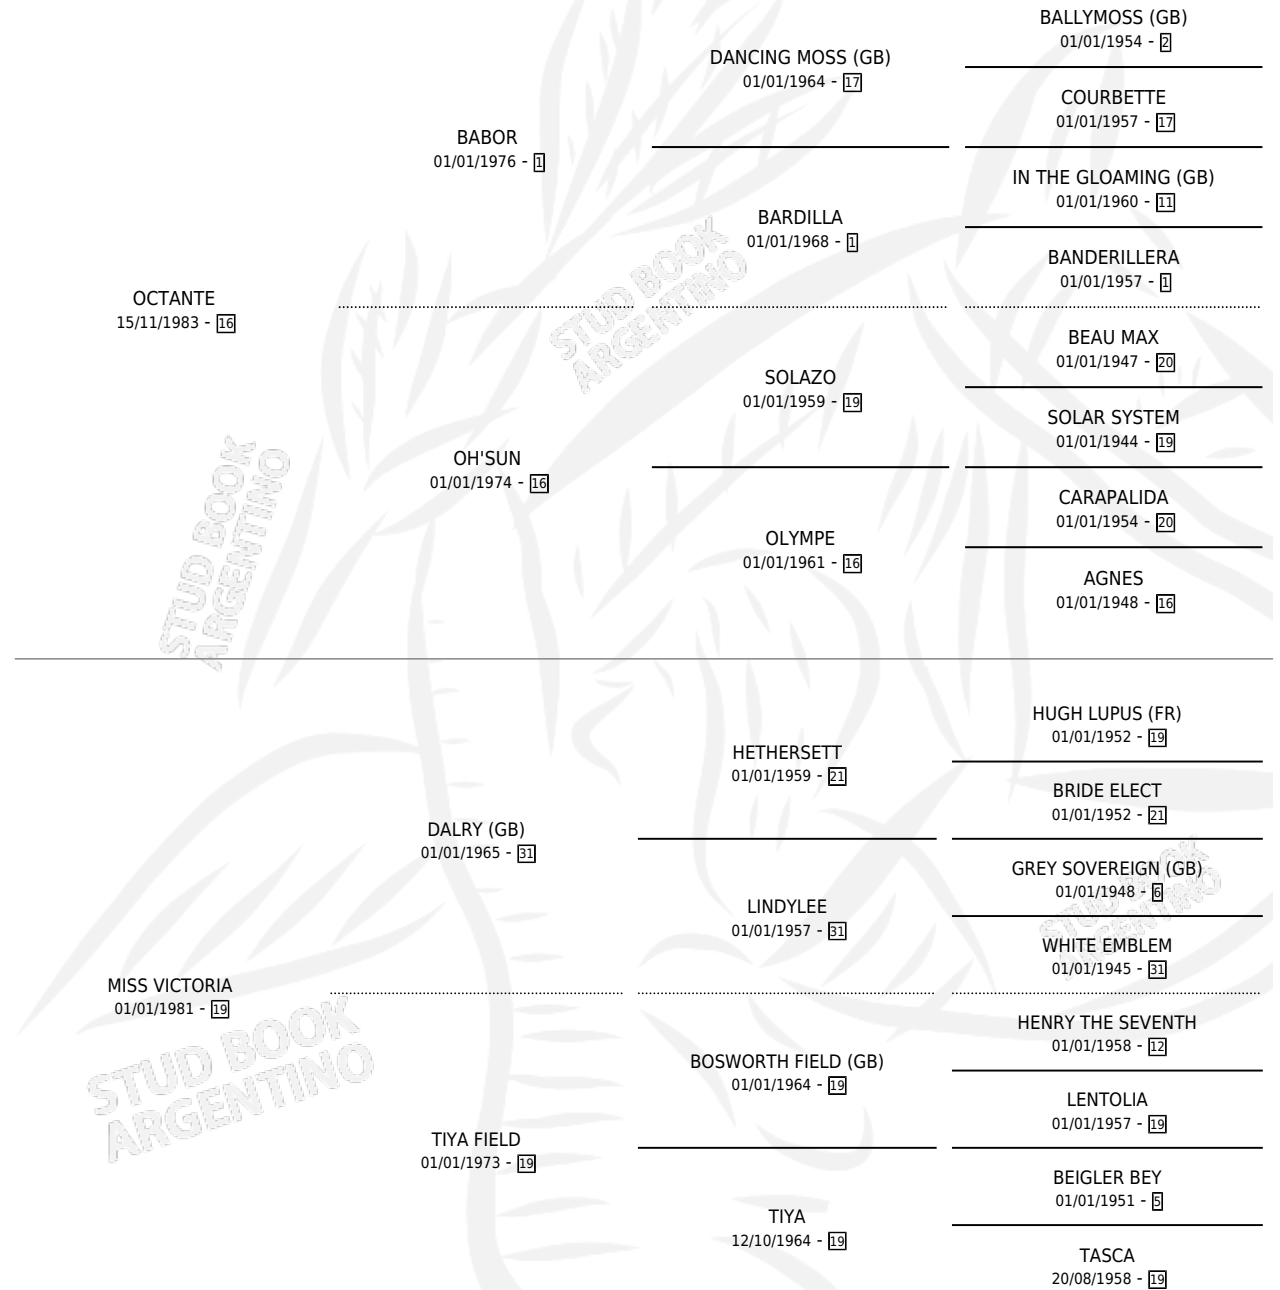 BALLYMOSS (GB)
01/01/1954 - 2
DANCING MOSS (GB)
01/01/1964 - 17
COURBETTE
01/01/1957 - 17
BABOR
01/01/1976 - 1
IN THE GLOAMING (GB)
01/01/1960 - 11
BARDILLA
01/01/1968 - 1
BANDERILLERA
01/01/1957 - 1
OCTANTE
15/11/1983 - 16
BEAU MAX
01/01/1947 - 20
SOLAZO
01/01/1959 - 19
SOLAR SYSTEM
01/01/1944 - 19
OH'SUN
01/01/1974 - 16
CARAPALIDA
01/01/1954 - 20
OLYMPE
01/01/1961 - 16
AGNES
01/01/1948 - 16
STUD BOOK
ARGENTINO
STUD BOOK
ARGENTINO
HUGH LUPUS (FR)
01/01/1952 - 19
HETHERSETT
01/01/1959 - 21
BRIDE ELECT
01/01/1952 - 21
DALRY (GB)
01/01/1965 - 31
GREY SOVEREIGN (GB)
01/01/1948 - 6
LINDYLEE
01/01/1957 - 31
WHITE EMBLEM
01/01/1945 - 31
STUD BOOK
ARGENTINO
MISS VICTORIA
01/01/1981 - 19
HENRY THE SEVENTH
01/01/1958 - 12
BOSWORTH FIELD (GB)
01/01/1964 - 19
LENTOLIA
01/01/1957 - 19
STUD BOOK
ARGENTINO
TIYA FIELD
01/01/1973 - 19
BEIGLER BEY
01/01/1951 - 5
TIYA
12/10/1964 - 19
TASCA
20/08/1958 - 19